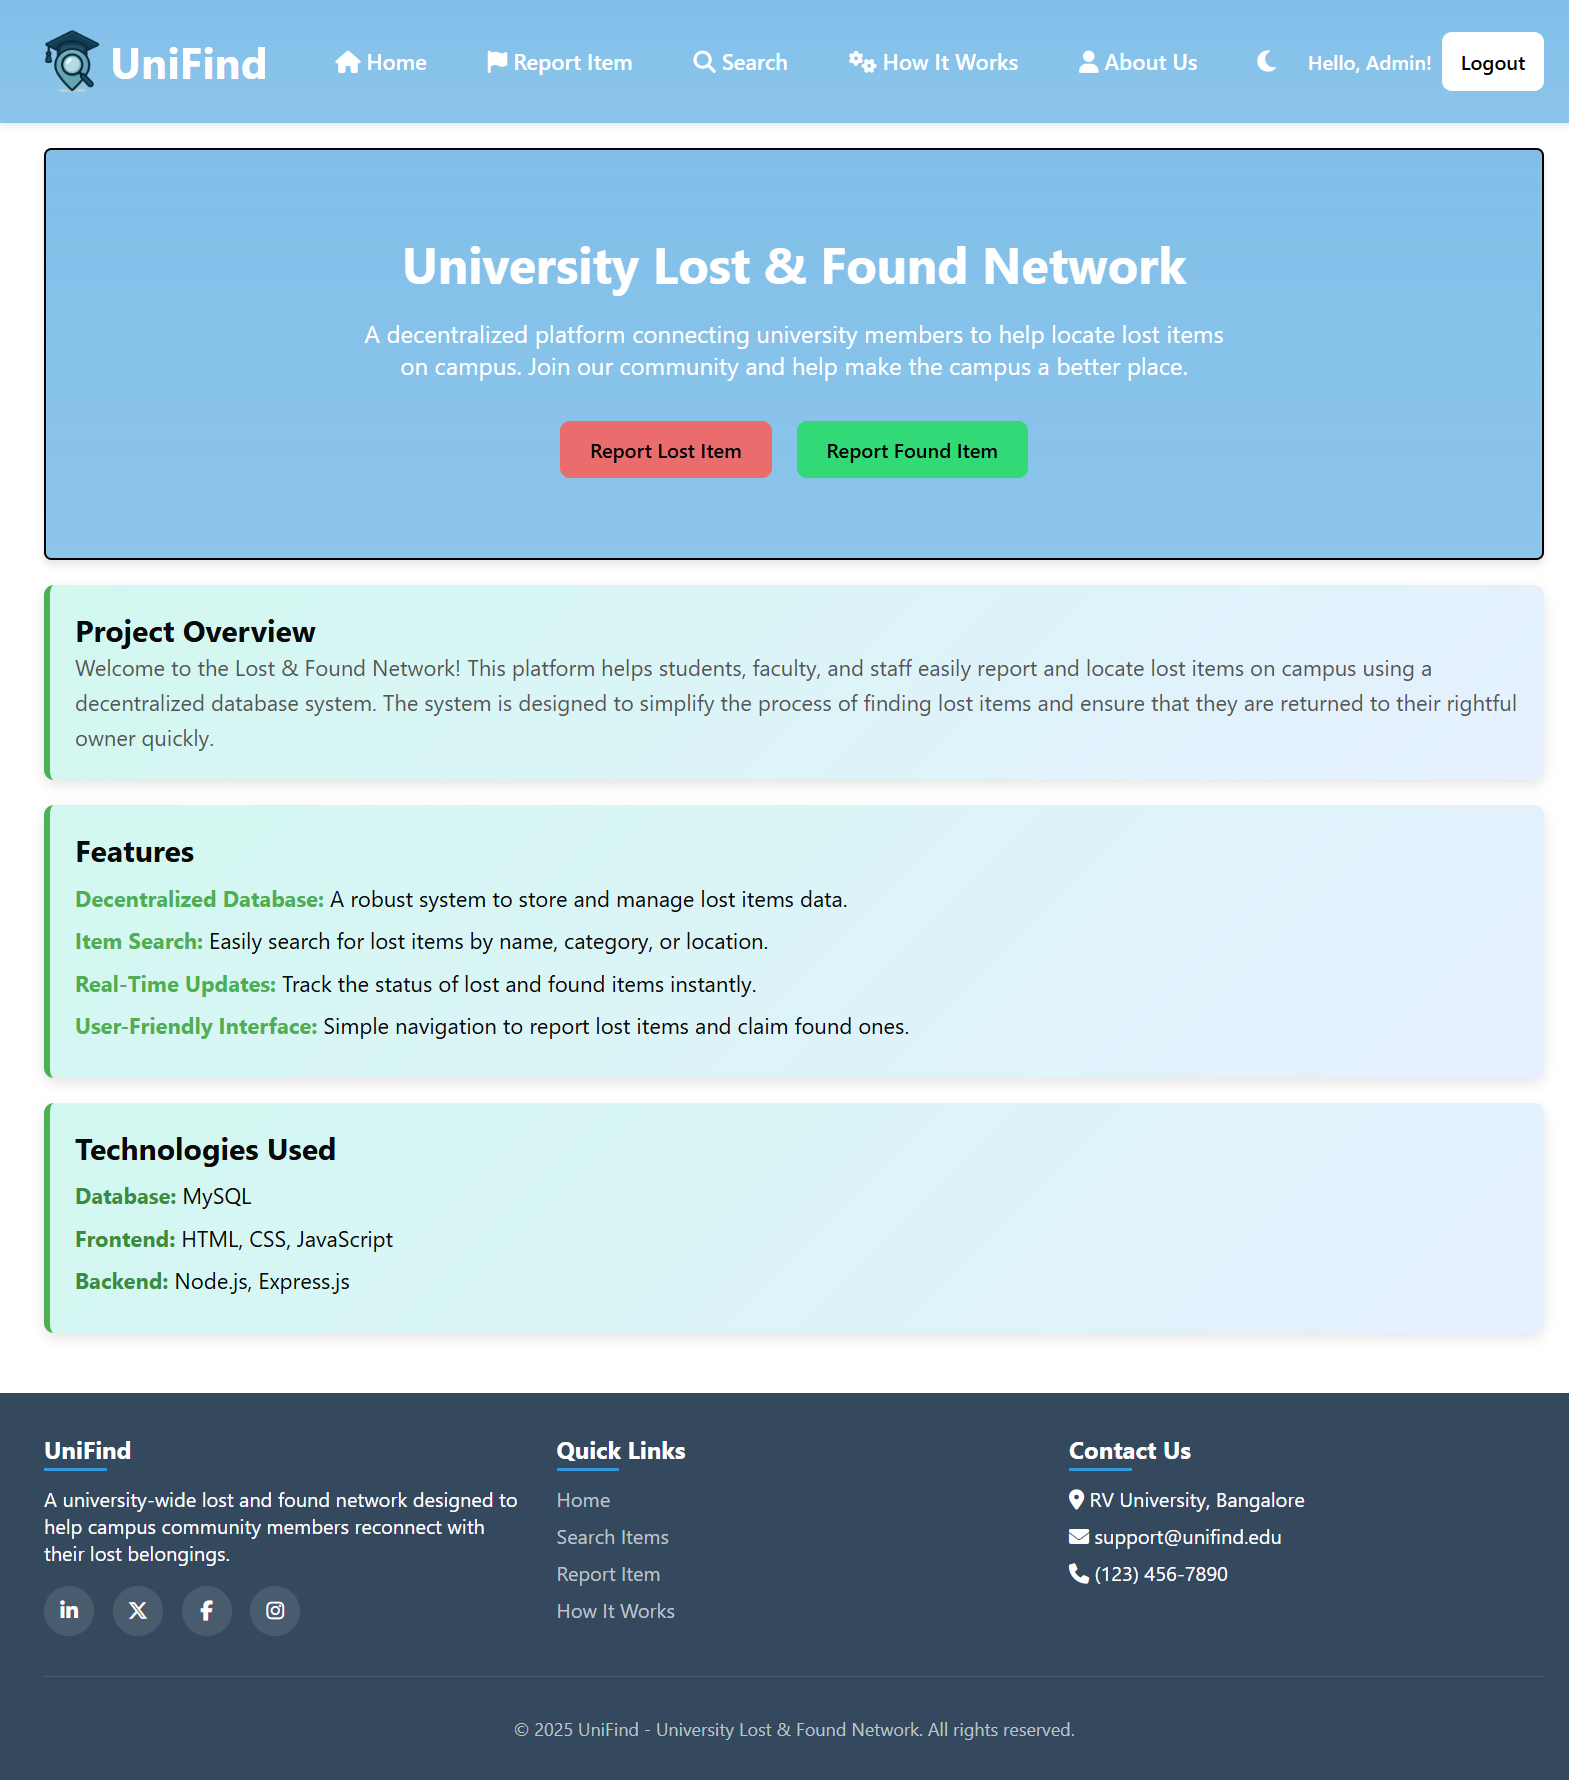 UniFind
Home
Report Item
Search
How It Works
About Us
Hello, Admin!
Logout
University Lost & Found Network
A decentralized platform connecting university members to help locate lost items
on campus. Join our community and help make the campus a better place.
Report Lost Item
Report Found Item
Project Overview
Welcome to the Lost & Found Network! This platform helps students, faculty, and staff easily report and locate lost items on campus using a
decentralized database system. The system is designed to simplify the process of finding lost items and ensure that they are returned to their rightful
owner quickly.
Features
Decentralized Database: A robust system to store and manage lost items data.
Item Search: Easily search for lost items by name, category, or location.
Real-Time Updates: Track the status of lost and found items instantly.
User-Friendly Interface: Simple navigation to report lost items and claim found ones.
Technologies Used
Database: MySQL
Frontend: HTML, CSS, JavaScript
Backend: Node.js, Express.js
UniFind
A university-wide lost and found network designed to
help campus community members reconnect with
their lost belongings.
Quick Links
Home
Search Items
Report Item
How It Works
Contact Us
RV University, Bangalore
support@unifind.edu
(123) 456-7890
© 2025 UniFind - University Lost & Found Network. All rights reserved.